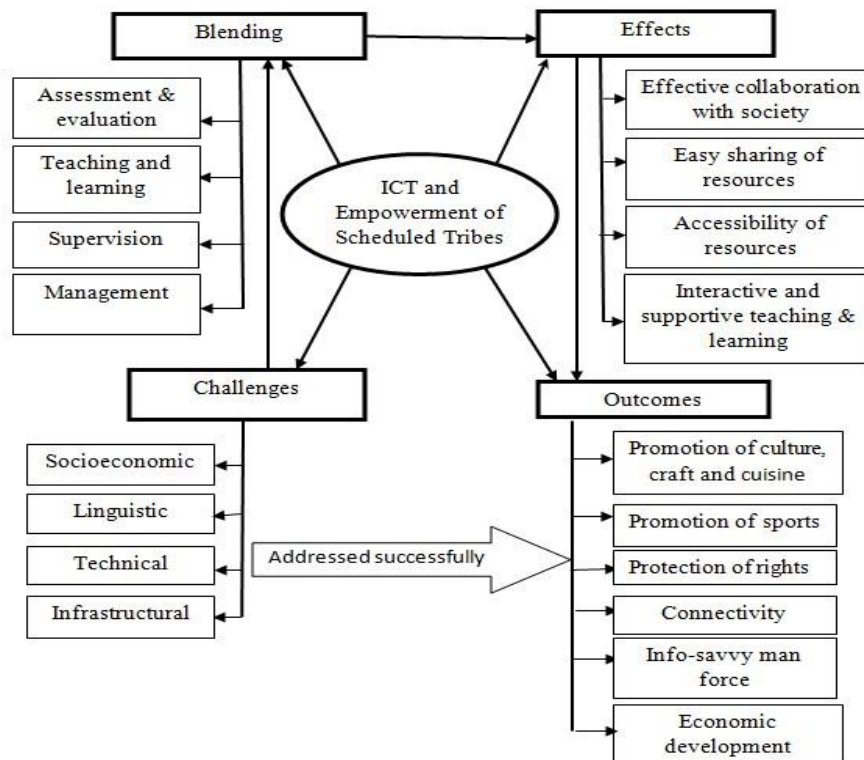 Blending
Effects
Assessment &
evaluation
Teaching and
learning
Supervision
Management
ICT and
Empowerment of
Scheduled Tribes
Effective collaboration
with society
Easy sharing of
resources
Accessibility of
resources
Interactive and
supportive teaching &
learning
Challenges
Outcomes
Socioeconomic
Linguistic
Technical
Infrastructural
Addressed successfully
Promotion of culture,
craft and cuisine
Promotion of sports
Protection of rights
Connectivity
Info-savvy man
force
Economic
development